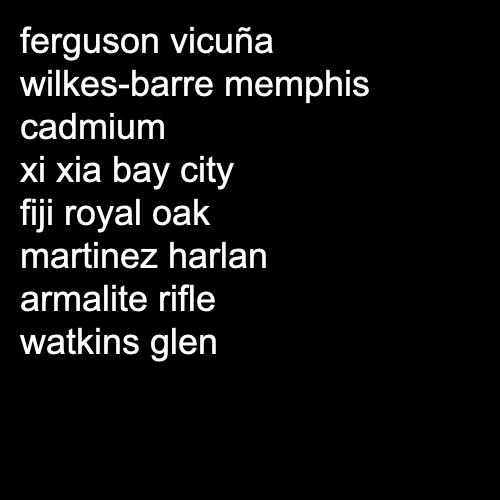 ferguson vicuña
wilkes-barre memphis
cadmium
xi xia bay city
fiji royal oak
martinez harlan
armalite rifle
watkins glen